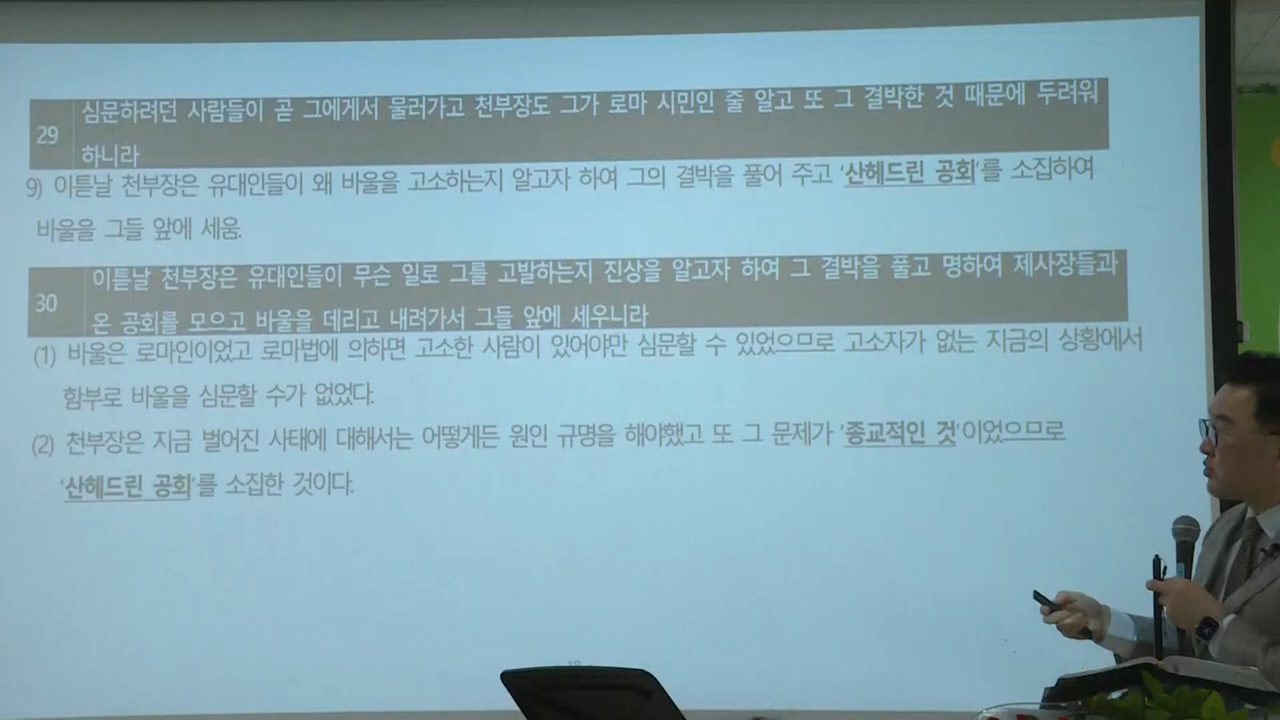 29 심문하려던 사람들이 곧 그에게서 물러가고 천부장도 그가 로마 시민인 줄 알고 또 그 결박한 것 때문에 두려워
하니라
9) 이튿날 천부장은 유대인들이 왜 바울을 고소하는지 알고자 하여 그의 결박을 풀어 주고 '산헤드린 공회'를 소집하여
바울을 그들 앞에 세움.
30 이튿날 천부장은 유대인들이 무슨 일로 그를 고발하는지 진상을 알고자 하여 그 결박을 풀고 명하여 제사장들과
온 공회를 모으고 바울을 데리고 내려가서 그들 앞에 세우니라
(1) 바울은 로마인이었고 로마법에 의하면 고소한 사람이 있어야만 심문할 수 있었으므로 고소자가 없는 지금의 상황에서
함부로 바울을 심문할 수가 없었다.
(2) 천부장은 지금 벌어진 사태에 대해서는 어떻게든 원인 규명을 해야했고 또 그 문제가 '종교적인 것'이었으므로
'산헤드린 공회'를 소집한 것이다.